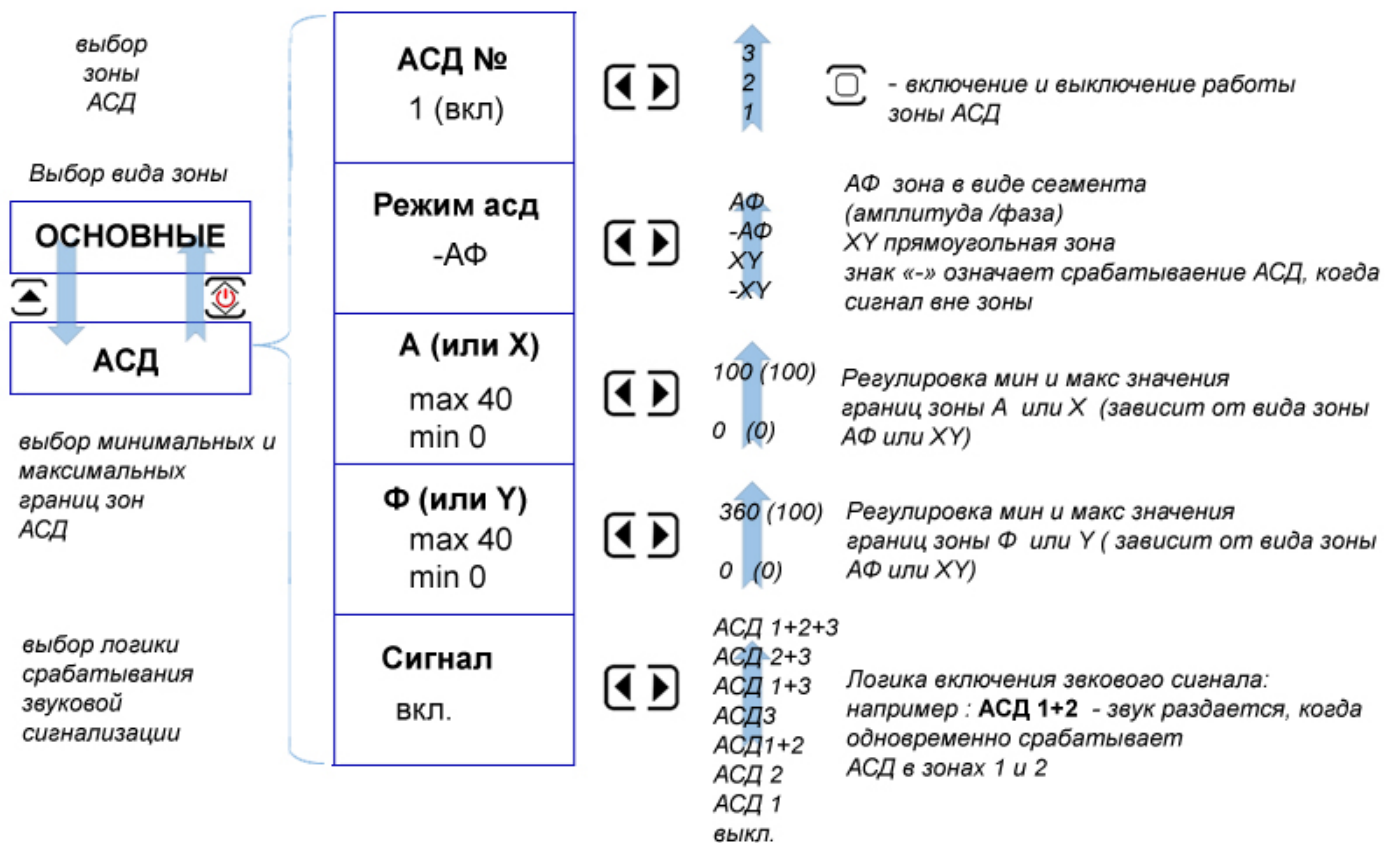 выбор
зоны
АСД
АСД №
1 (вкл)
3
2
1
- включение и выключение работы
зоны АСД
Выбор вида зоны
ОСНОВНЫЕ
АСД
Режим асд
-АФ
АФ
-АФ
XY
-XY
АФ зона в виде сегмента
(амплитуда /фаза)
XY прямоугольная зона
знак «-» означает срабатываение АСД, когда
сигнал вне зоны
выбор минимальных и
максимальных
границ зон
АСД
А (или X)
max 40
min 0
100 (100)
0 (0)
Регулировка мин и макс значения
границ зоны А или X (зависит от вида зоны
АФ или XY)
Ф (или Y)
max 40
min 0
360 (100)
0 (0)
Регулировка мин и макс значения
границ зоны Ф или Y ( зависит от вида зоны
АФ или XY)
выбор логики
срабатывания
звуковой
сигнализации
Сигнал
вкл.
АСД 1+2+3
АСД 2+3
АСД 1+3
АСД3
АСД1+2
АСД 2
АСД 1
выкл.
Логика включения звкового сигнала:
например : АСД 1+2 - звук раздается, когда
одновременно срабатывает
АСД в зонах 1 и 2